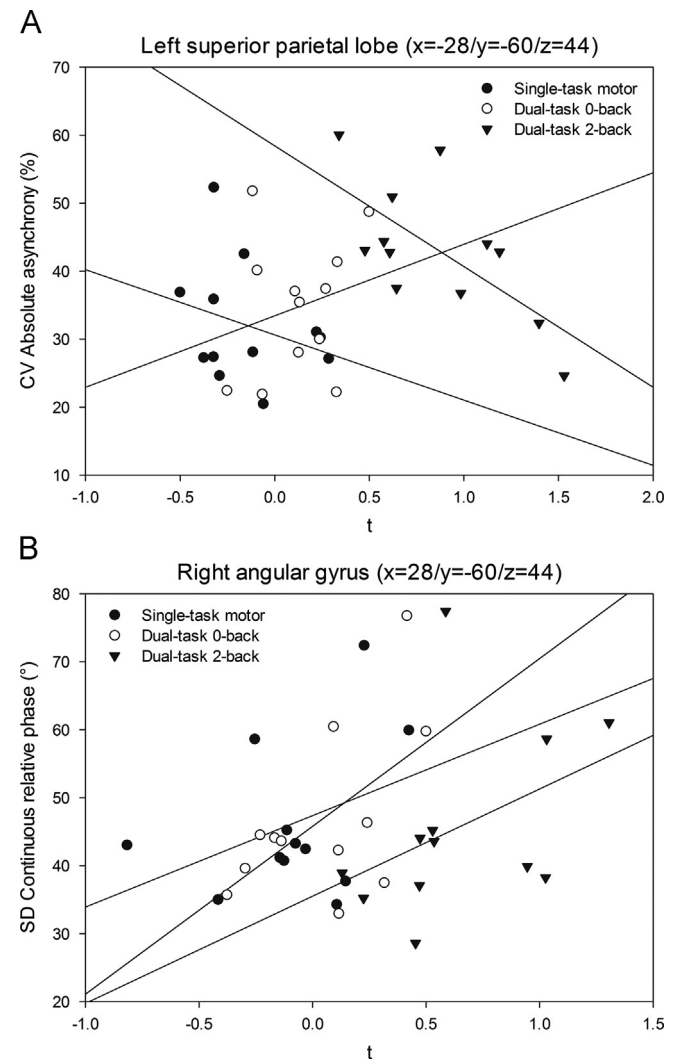 A
Left superior parietal lobe (x=-28/y=-60/z=44)
70
60
50
40
30
20
10
CV Absolute asynchrony (%)
Single-task motor
Dual-task 0-back
Dual-task 2-back
-1.0 -0.5 0.0 0.5 1.0 1.5 2.0
t
B
Right angular gyrus (x=28/y=-60/z=44)
80
70
60
50
40
30
20
SD Continuous relative phase (°)
Single-task motor
Dual-task 0-back
Dual-task 2-back
-1.0 -0.5 0.0 0.5 1.0 1.5
t